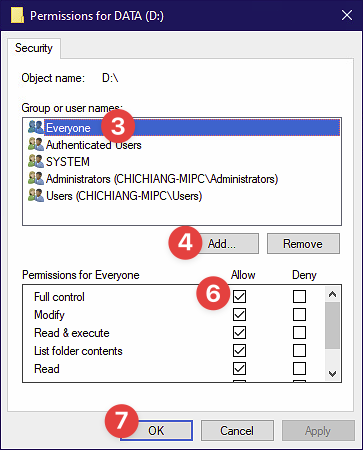 Permissions for DATA (D:)
Security
Object name: D:\
Group or user names:
Everyone 3
Authenticated Users
SYSTEM
Administrators (CHICHIANG-MIPC\Administrators)
Users (CHICHIANG-MIPC\Users)
4 Add... Remove
Permissions for Everyone Allow Deny
Full control 6
Modify
Read & execute
List folder contents
Read
7 OK Cancel Apply